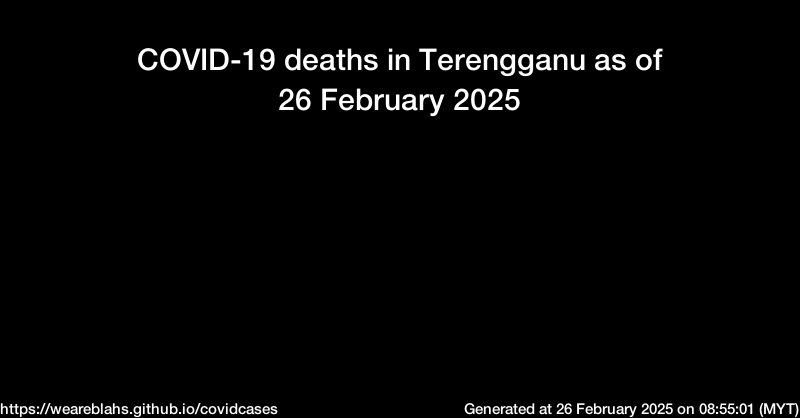 COVID-19 deaths in Terengganu as of
26 February 2025
https://weareblahs.github.io/covidcases
Generated at 26 February 2025 on 08:55:01 (MYT)